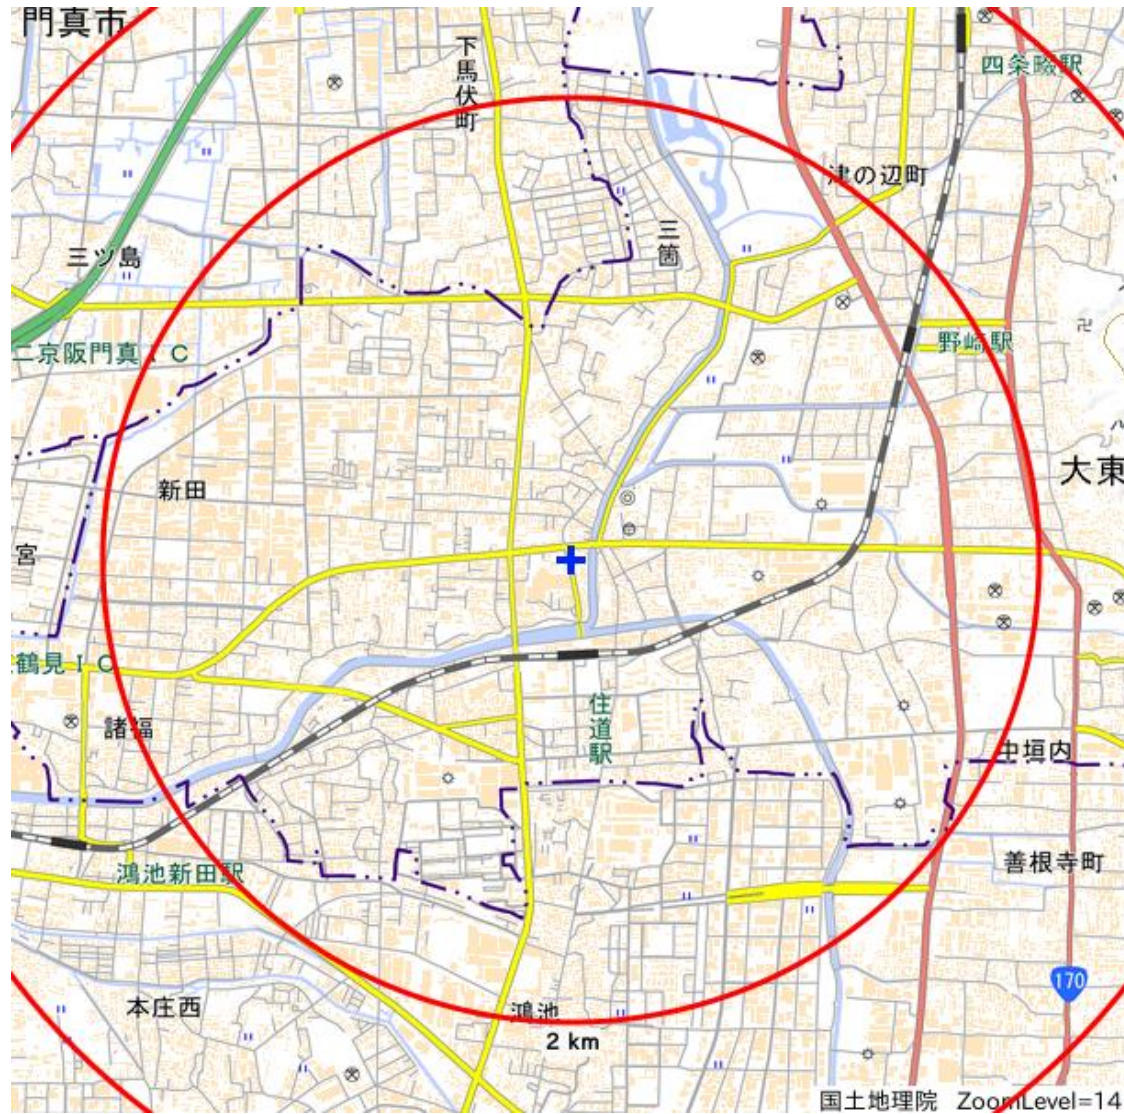 門真市
下馬伏町
四条畷駅
津の辺町
三箇
三ツ島
二京阪門真IC
野崎駅
大東
新田
宮
鶴見IC
住道駅
諸福
中垣内
鴻池新田駅
善根寺町
170
本庄西
鴻池
2 km
国土地理院 ZoomLevel=14